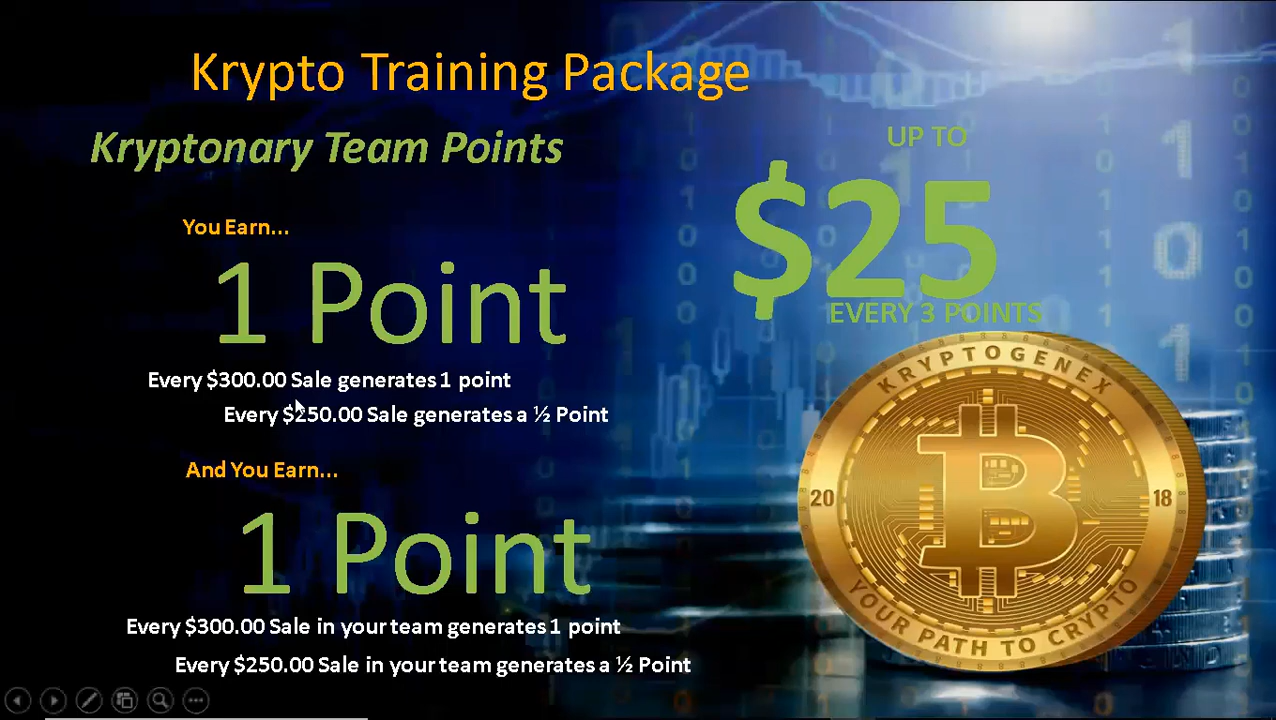 Krypto Training Package
Kryptonary Team Points
You Earn...
1 Point
Every $300.00 Sale generates 1 point
Every $250.00 Sale generates a ½ Point
And You Earn...
1 Point
Every $300.00 Sale in your team generates 1 point
Every $250.00 Sale in your team generates a ½ Point
UP TO
$25
EVERY 3 POINTS
KRYPTOGENEX
20 18
YOUR PATH TO CRYPTO